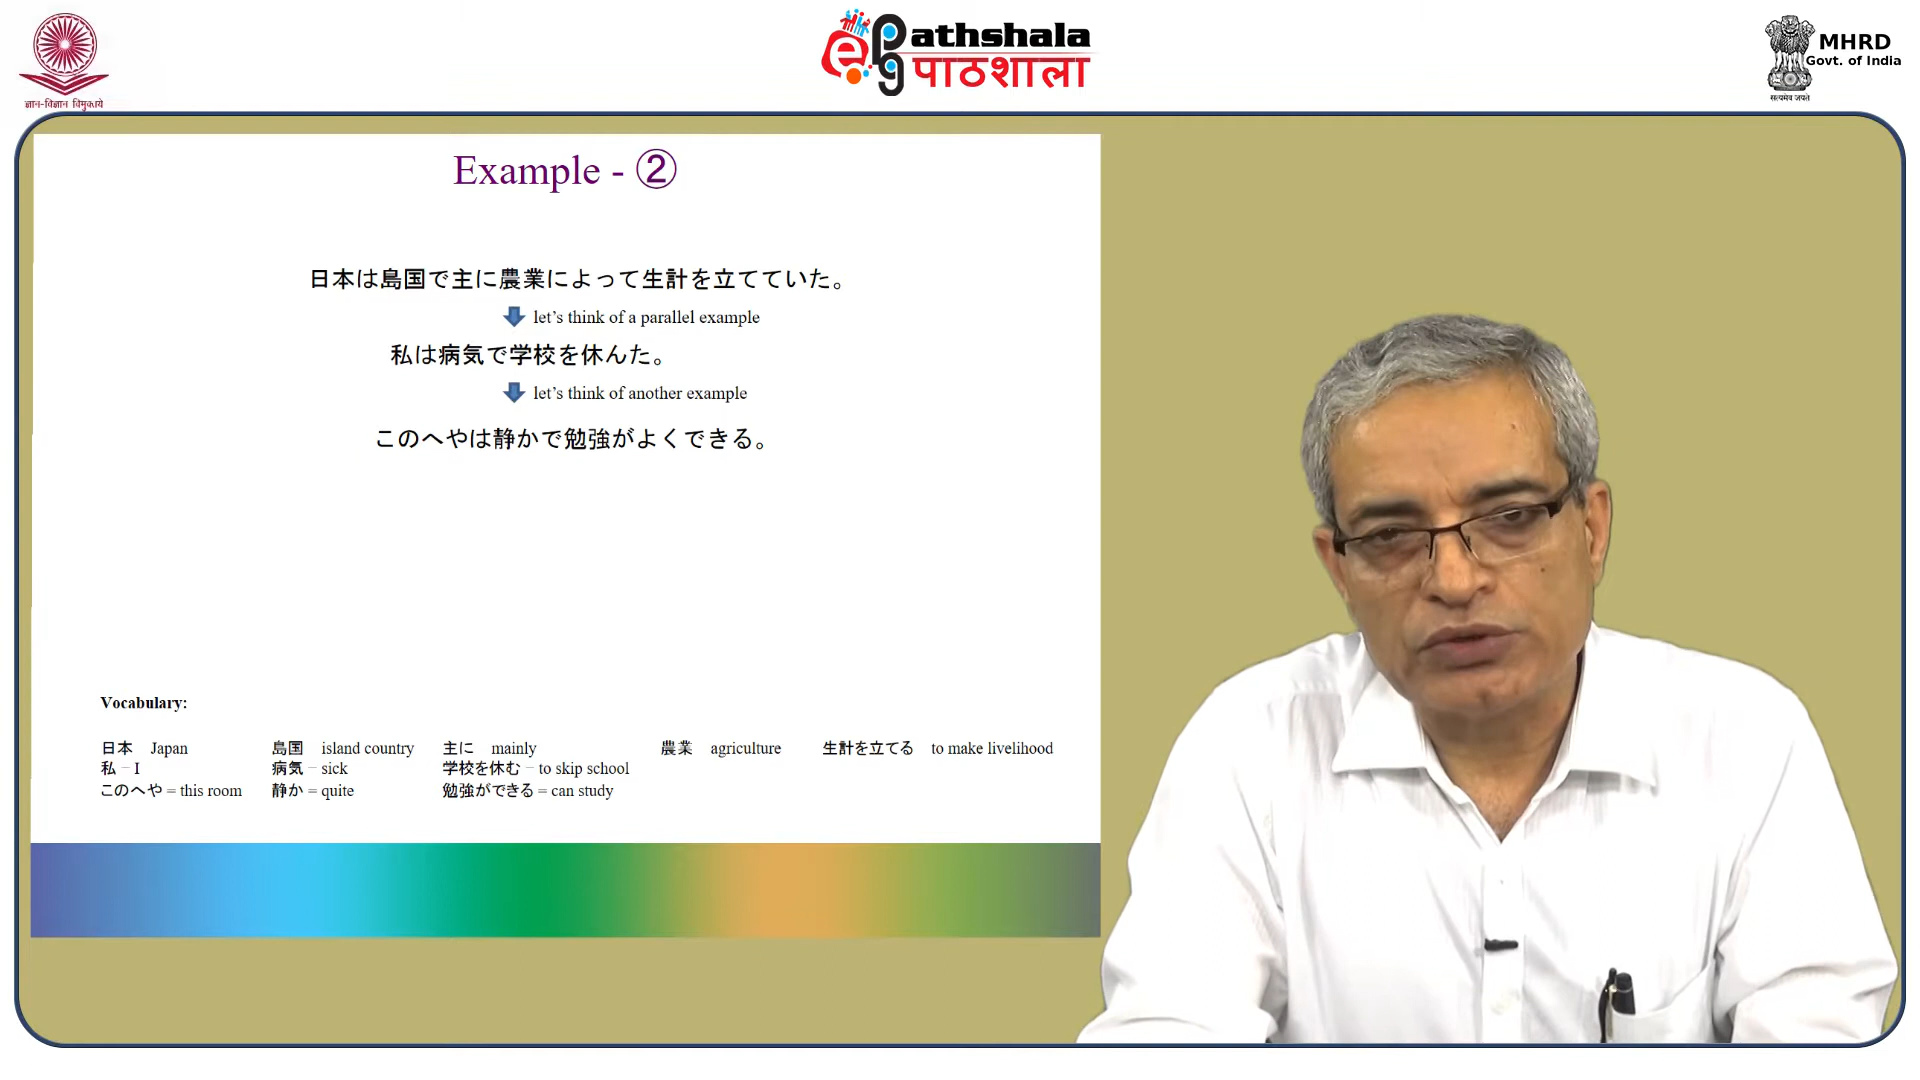 ज्ञान-विज्ञान विमुक्तये
ePathshala
पाठशाला
MHRD
Govt. of India
सत्यमेव जयते
Example - ②
日本は島国で主に農業によって生計を立てていた。
let’s think of a parallel example
私は病気で学校を休んた。
let’s think of another example
このへやは静かで勉強がよくできる。
Vocabulary:
日本 Japan 島国 island country 主に mainly 農業 agriculture 生計を立てる to make livelihood
私 – I 病気 – sick 学校を休む – to skip school
このへや = this room 静か = quite 勉強ができる = can study